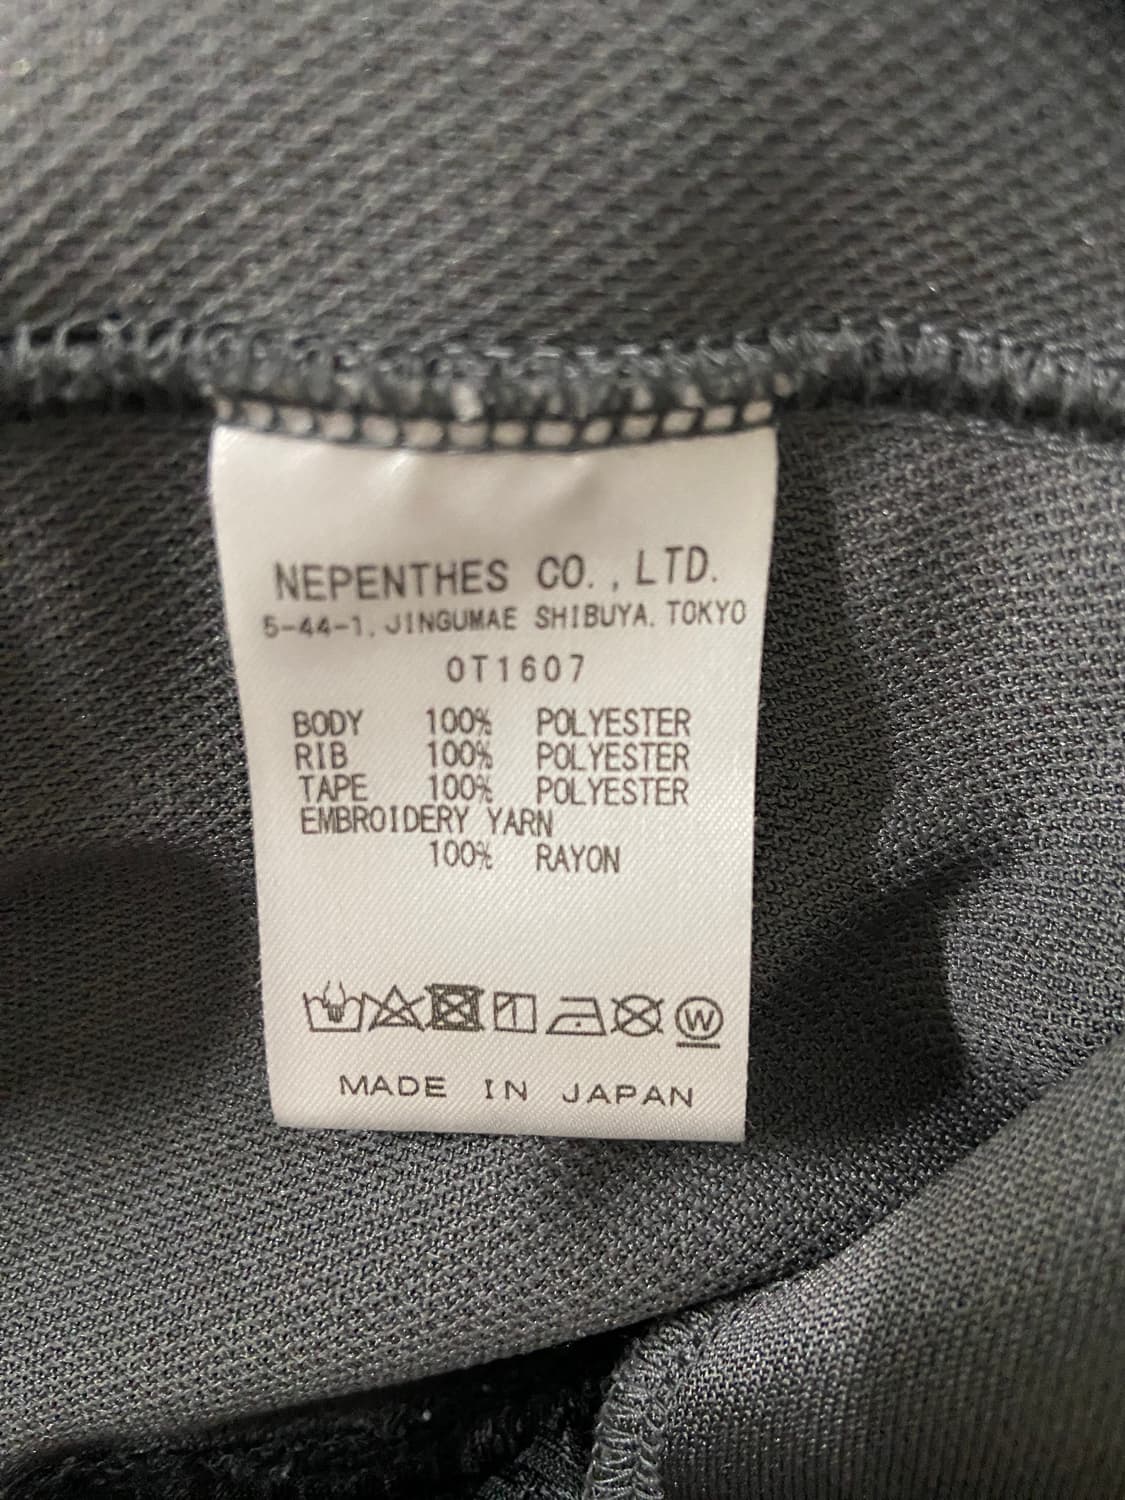 NEPENTHES CO.,LTD.
5-44-1, JINGUMAE SHIBUYA. TOKYO
OT1607
BODY 100% POLYESTER
RIB 100% POLYESTER
TAPE 100% POLYESTER
EMBROIDERY YARN
100% RAYON
W
MADE IN JAPAN